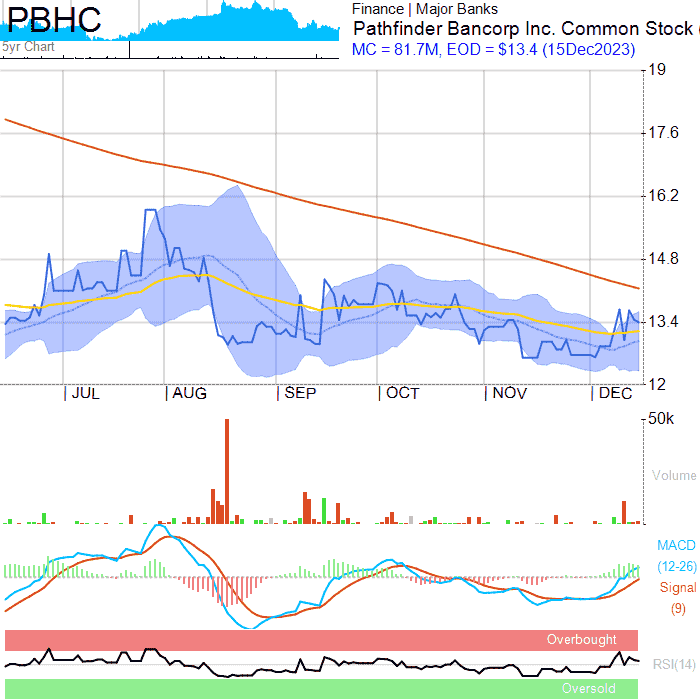 PBHC
5yr Chart
Finance | Major Banks
Pathfinder Bancorp Inc. Common Stock (
MC = 81.7M, EOD = $13.4 (15Dec2023)
19
17.6
16.2
14.8
13.4
12
JUL AUG SEP OCT NOV DEC
50k
Volume
MACD
(12-26)
Signal
(9)
Overbought
RSI(14)
Oversold